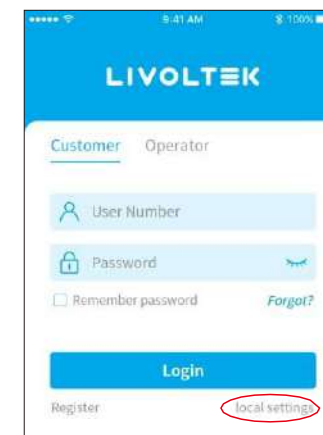 9:41 AM 100%
LIVOLTEK
Customer Operator
User Number
Password
Remember password Forgot?
Login
Register local settings